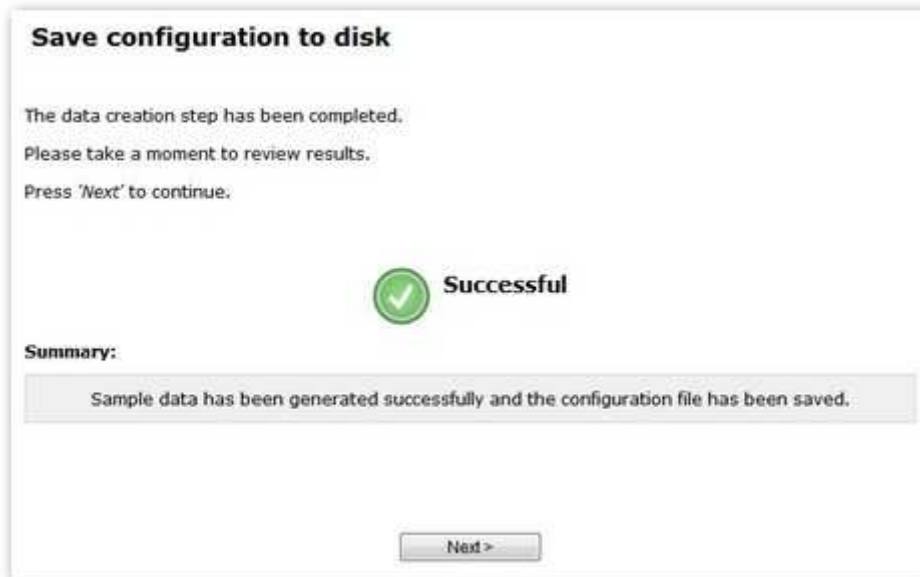 Save configuration to disk
The data creation step has been completed.
Please take a moment to review results.
Press 'Next' to continue.
Successful
Summary:
Sample data has been generated successfully and the configuration file has been saved.
Next >